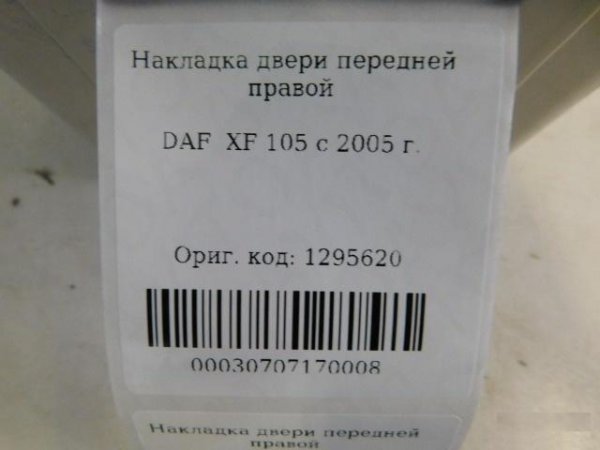 Накладка двери передней
правой
DAF XF 105 с 2005 г.
Ориг. код: 1295620
00030707170008
Накладка двери передней
правой